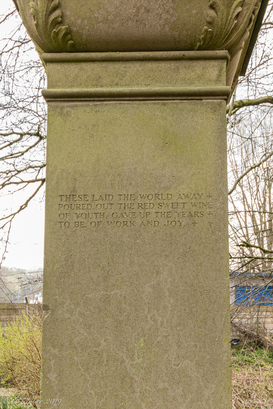 THESE LAID THE WORLD AWAY +
POURED OUT THE RED SWEET WINE
OF YOUTH, GAVE UP THE YEARS +
TO BE, OF WORK AND JOY. +
2019